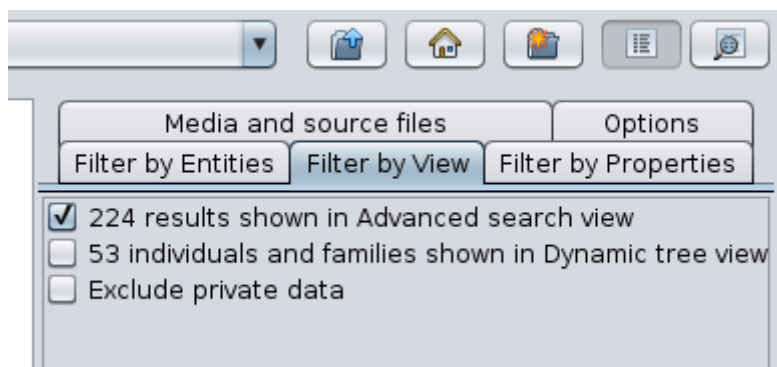 Media and source files Options
Filter by Entities Filter by View Filter by Properties
224 results shown in Advanced search view
53 individuals and families shown in Dynamic tree view
Exclude private data